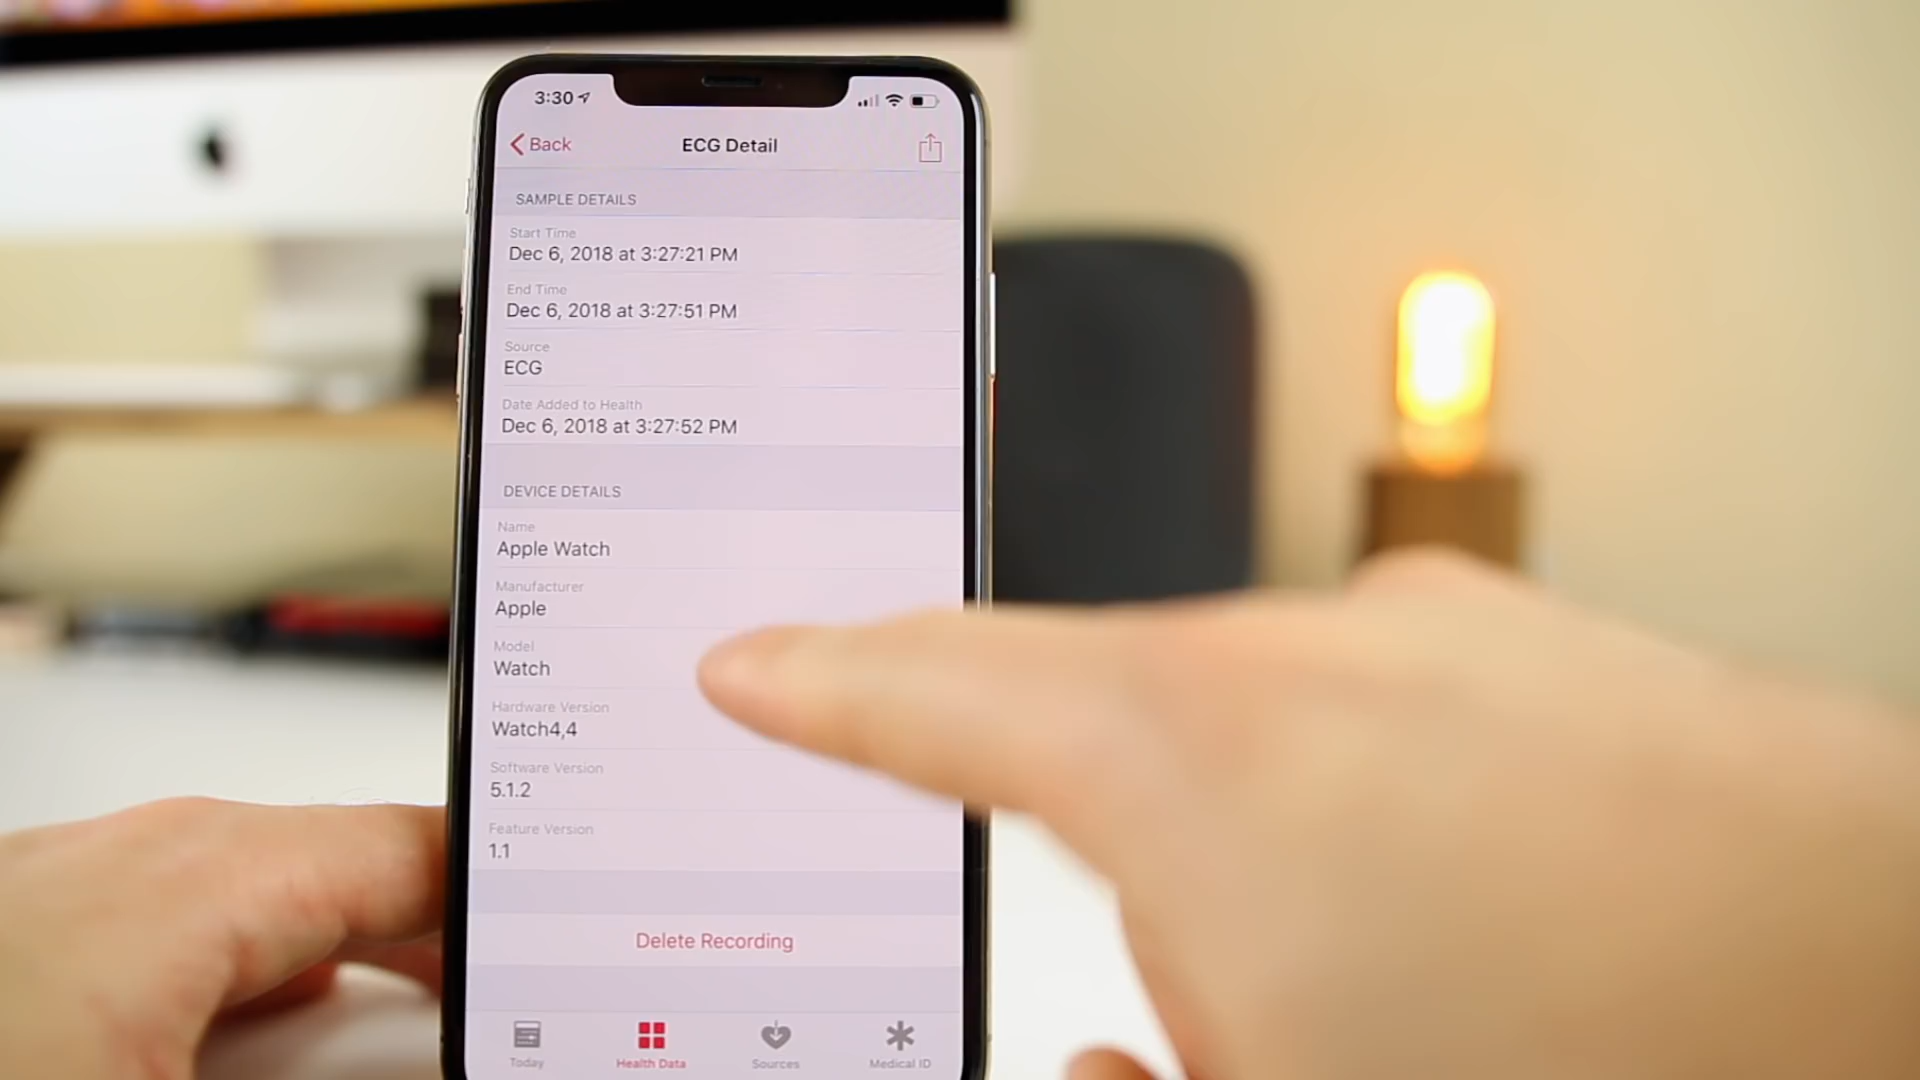 3:30
Back
ECG Detail
SAMPLE DETAILS
Start Time
Dec 6, 2018 at 3:27:21 PM
End Time
Dec 6, 2018 at 3:27:51 PM
Source
ECG
Date Added to Health
Dec 6, 2018 at 3:27:52 PM
DEVICE DETAILS
Name
Apple Watch
Manufacturer
Apple
Model
Watch
Hardware Version
Watch4,4
Software Version
5.1.2
Feature Version
1.1
Delete Recording
Today
Health Data
Sources
Medical ID